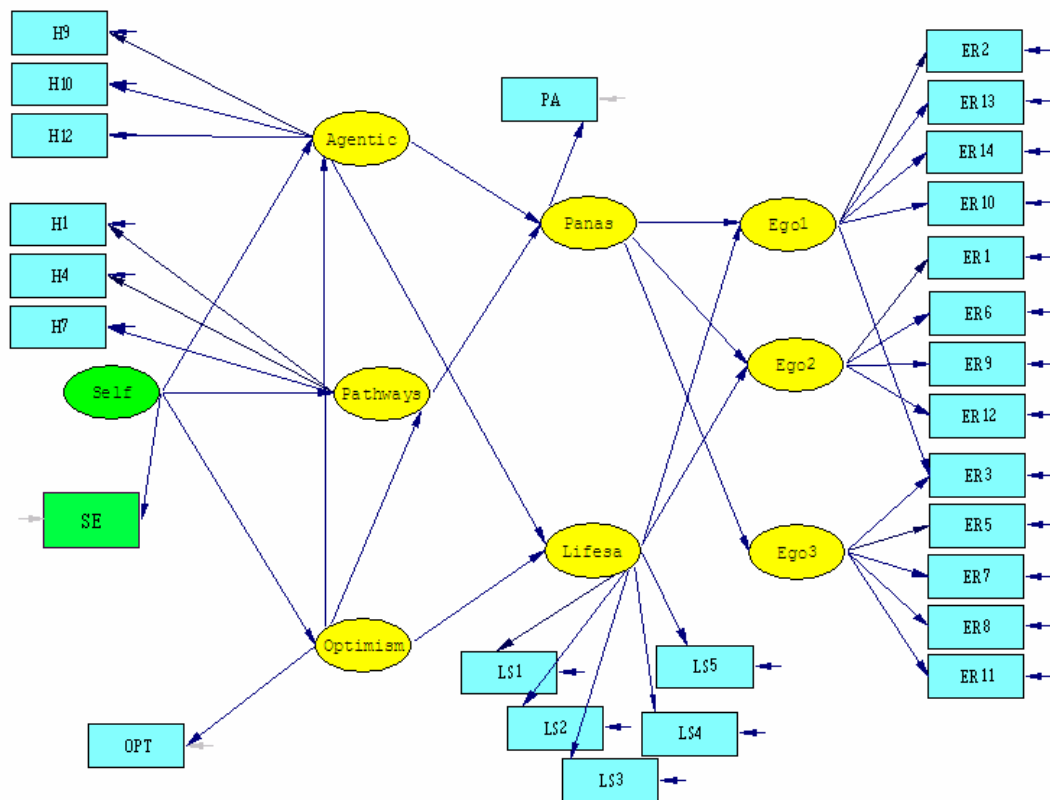 H9
H10
H12
H1
H4
H7
Self
SE
OPT
Agentic
Pathways
Optimism
PA
Panas
Lifesa
LS1
LS2
LS3
LS4
LS5
Ego1
Ego2
Ego3
ER2
ER13
ER14
ER10
ER1
ER6
ER9
ER12
ER3
ER5
ER7
ER8
ER11